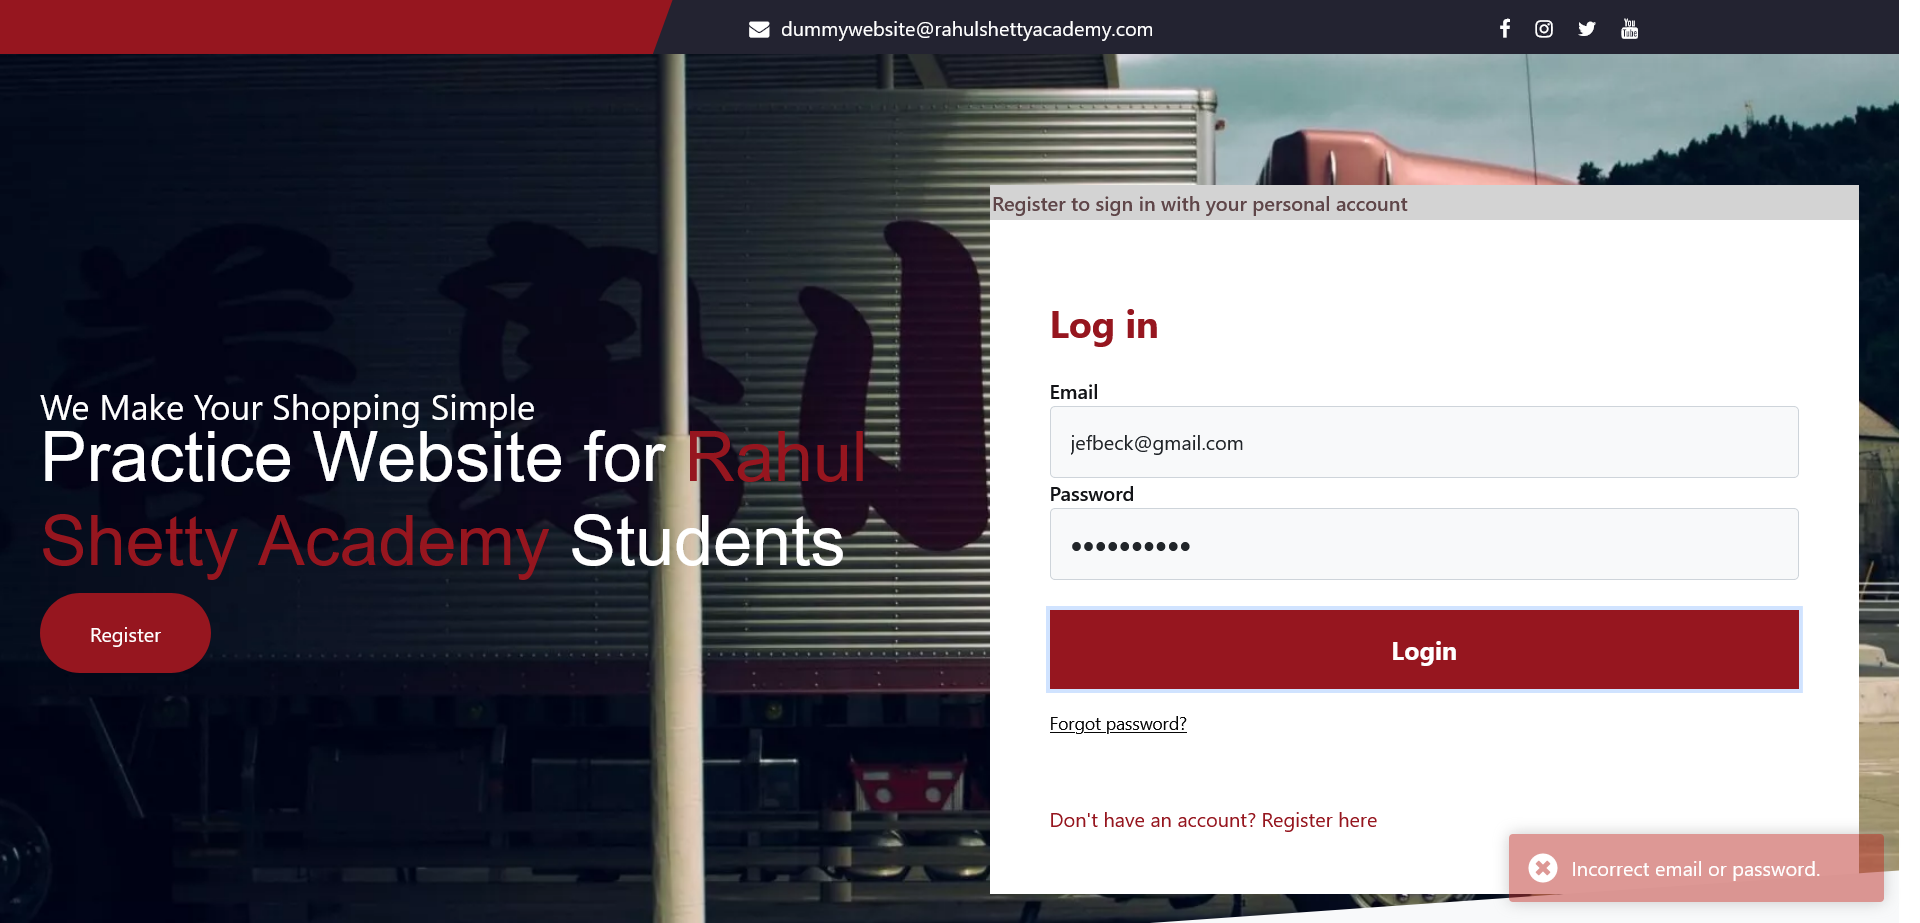 dummywebsite@rahulshettyacademy.com
We Make Your Shopping Simple
Practice Website for Rahul
Shetty Academy Students
Register
Register to sign in with your personal account
Log in
Email
jefbeck@gmail.com
Password
Login
Forgot password?
Don't have an account? Register here
Incorrect email or password.